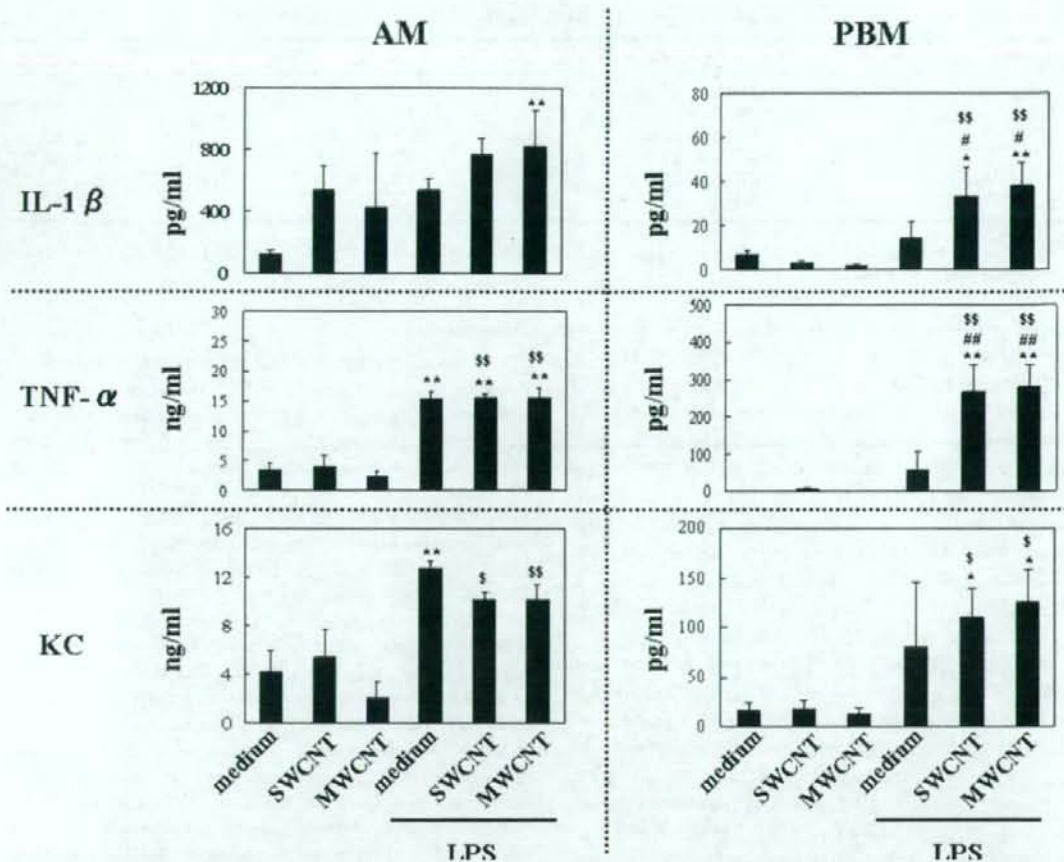 AM
PBM
IL-1 β
pg/ml
1200
800
400
0
**
pg/ml
80
60
40
20
0
$$
#
*
$$
#
**
TNF- α
ng/ml
30
25
20
15
10
5
0
**
$$
**
$$
**
pg/ml
500
400
300
200
100
0
$$
##
**
$$
##
**
KC
ng/ml
16
12
8
4
0
**
$
$$
medium
SWCNT
MWCNT
medium
SWCNT
MWCNT
LPS
pg/ml
200
150
100
50
0
$
*
$
*
medium
SWCNT
MWCNT
medium
SWCNT
MWCNT
LPS